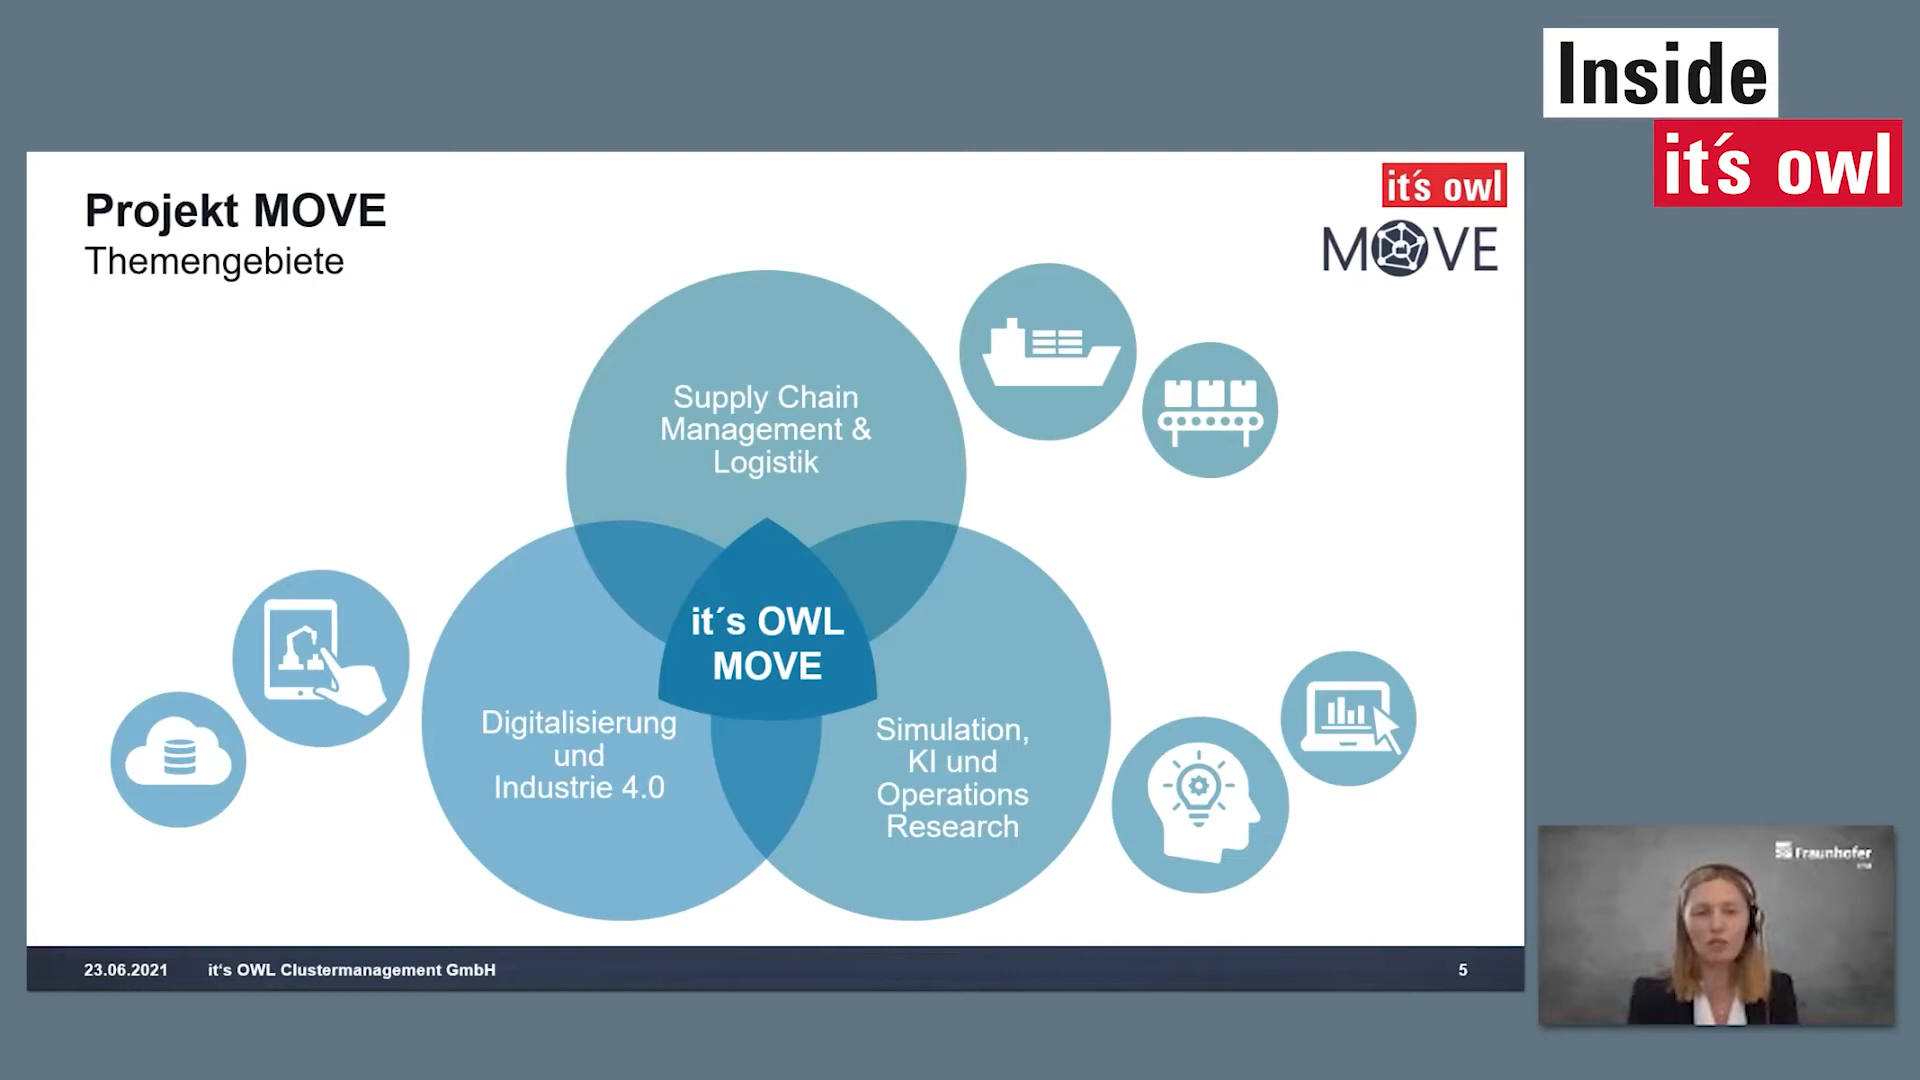 Inside
it´s owl
Projekt MOVE
Themengebiete
it´s owl
MOVE
Supply Chain
Management &
Logistik
it´s OWL
MOVE
Digitalisierung
und
Industrie 4.0
Simulation,
KI und
Operations
Research
Fraunhofer
23.06.2021
it‘s OWL Clustermanagement GmbH
5